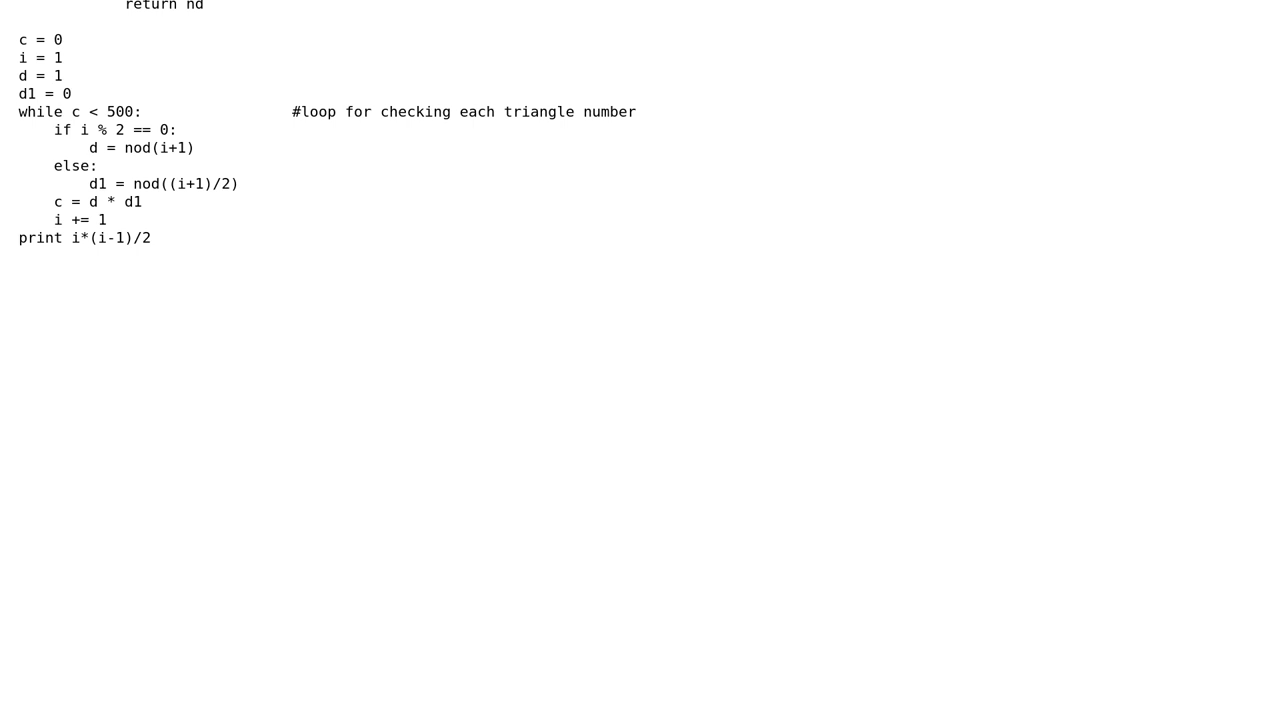 return nd
c = 0
i = 1
d = 1
d1 = 0
while c < 500:                 #loop for checking each triangle number
    if i % 2 == 0:
        d = nod(i+1)
    else:
        d1 = nod((i+1)/2)
    c = d * d1
    i += 1
print i*(i-1)/2